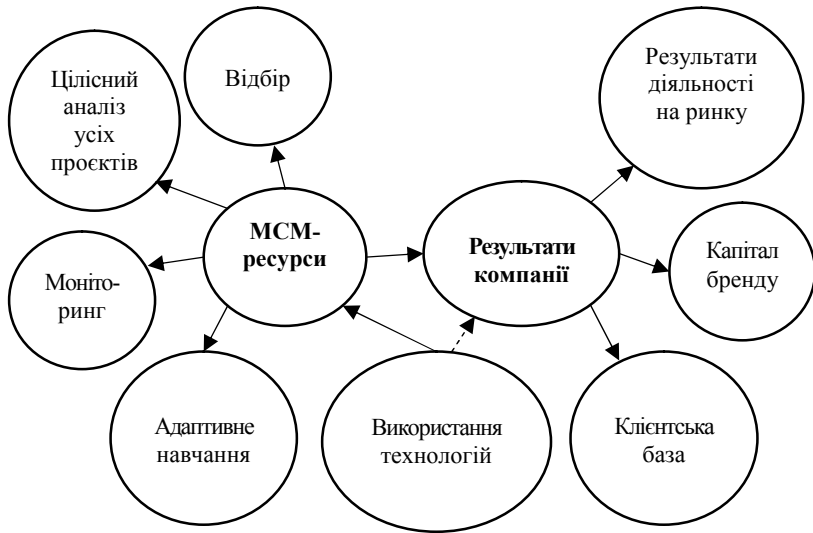 Цілісний
аналіз
усіх
проєктів
Відбір
Результати
діяльності
на ринку
МСМ-
ресурси
Результати
компанії
Капітал
бренду
Моніто-
ринг
Адаптивне
навчання
Використання
технологій
Клієнтська
база